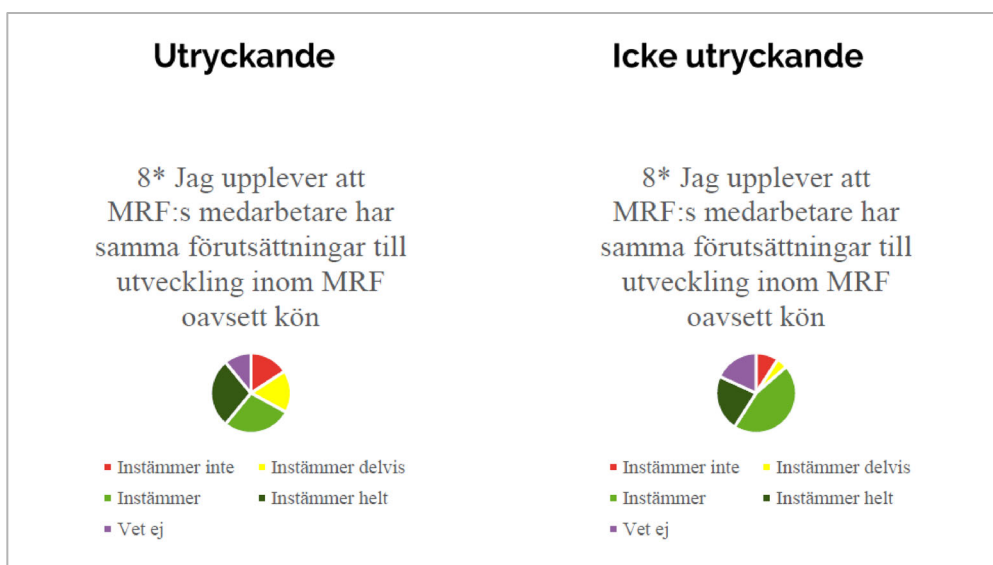 Utryckande
8* Jag upplever att
MRF:s medarbetare har
samma förutsättningar till
utveckling inom MRF
oavsett kön
Instämmer inte
Instämmer delvis
Instämmer
Instämmer helt
Vet ej
Icke utryckande
8* Jag upplever att
MRF:s medarbetare har
samma förutsättningar till
utveckling inom MRF
oavsett kön
Instämmer inte
Instämmer delvis
Instämmer
Instämmer helt
Vet ej